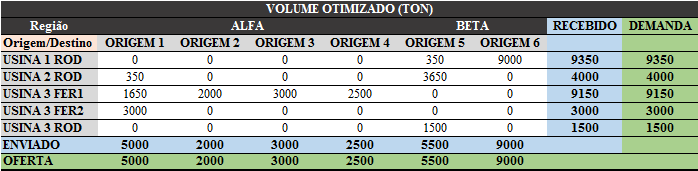 VOLUME OTIMIZADO (TON)
Região ALFA BETA RECEBIDO DEMANDA
Origem/Destino ORIGEM 1 ORIGEM 2 ORIGEM 3 ORIGEM 4 ORIGEM 5 ORIGEM 6
USINA 1 ROD 0 0 0 0 350 9000 9350 9350
USINA 2 ROD 350 0 0 0 3650 0 4000 4000
USINA 3 FER1 1650 2000 3000 2500 0 0 9150 9150
USINA 3 FER2 3000 0 0 0 0 0 3000 3000
USINA 3 ROD 0 0 0 0 1500 0 1500 1500
ENVIADO 5000 2000 3000 2500 5500 9000
OFERTA 5000 2000 3000 2500 5500 9000